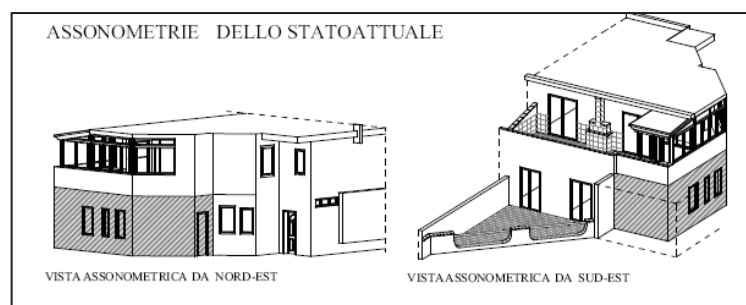 ASSONOMETRIE DELLO STATOATTUALE
VISTA ASSONOMETRICA DA NORD-EST
VISTAASSONOMETRICA DA SUD-EST